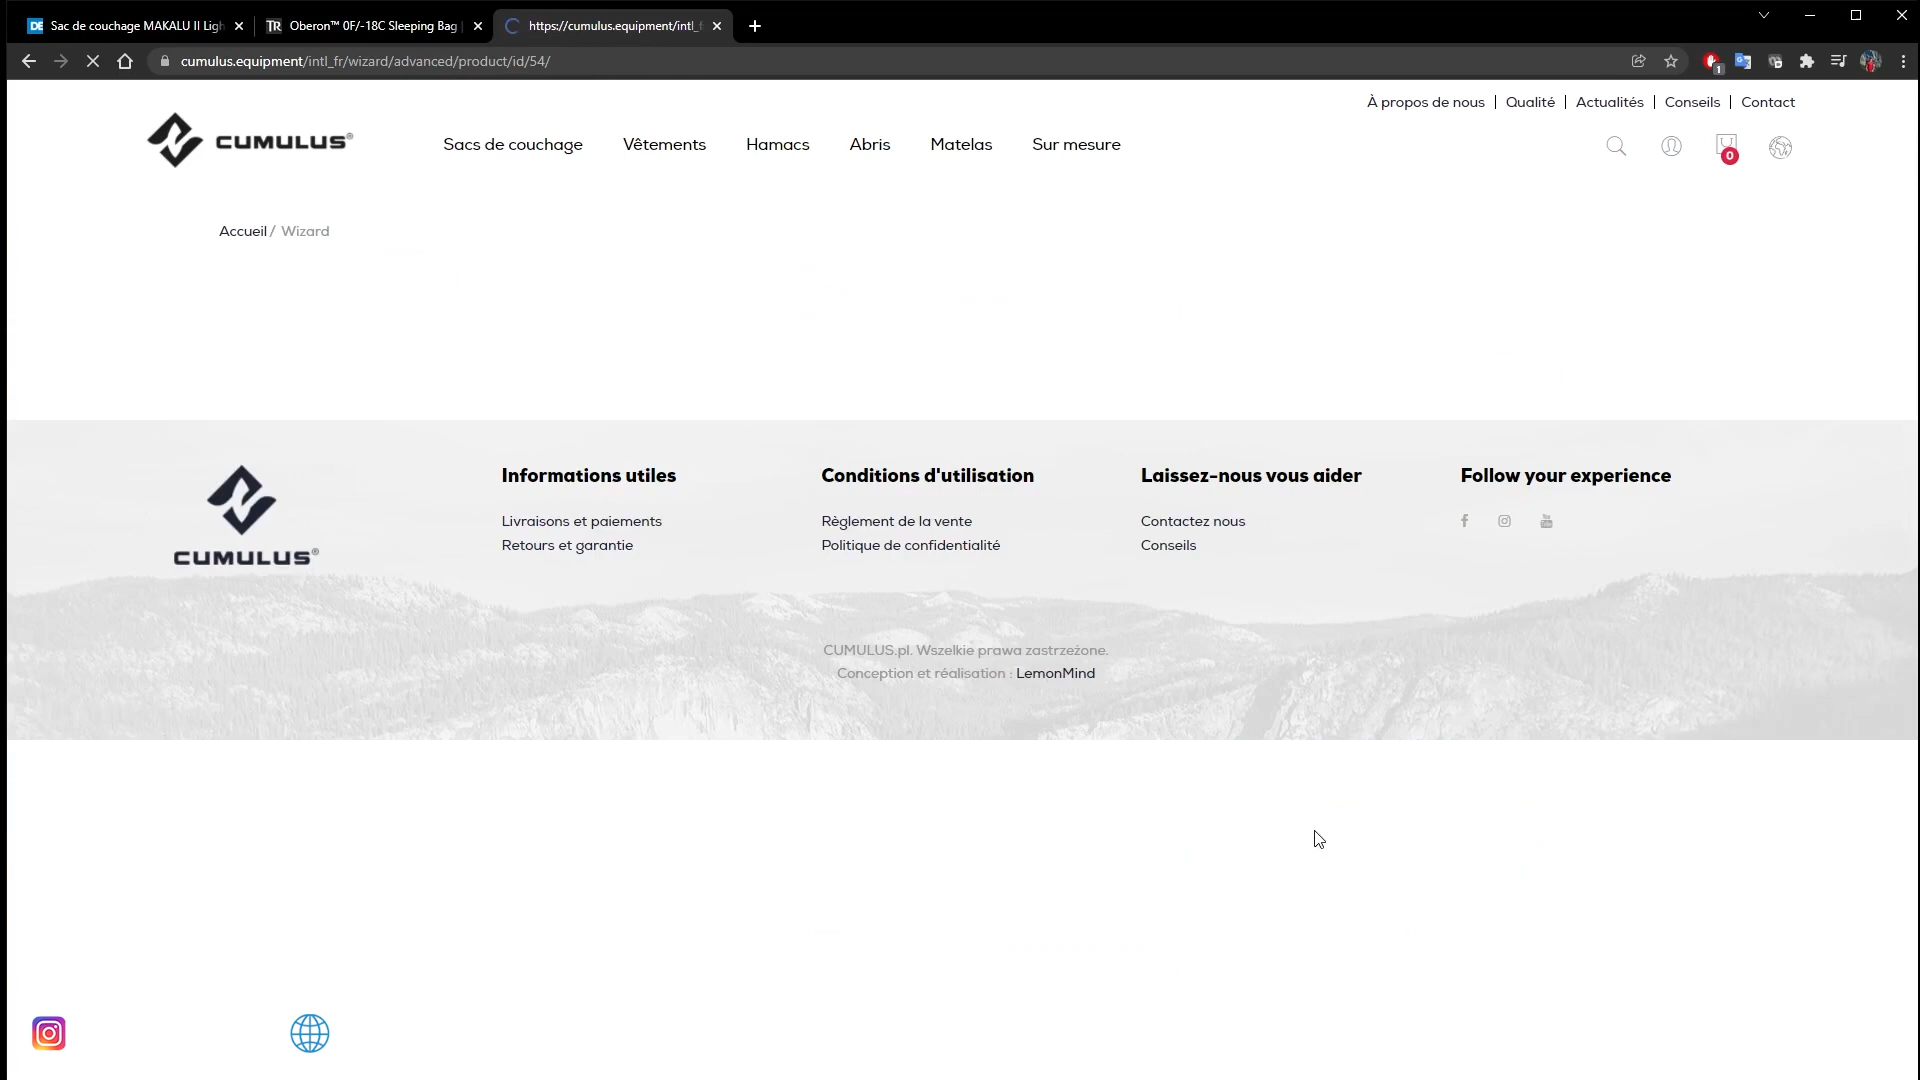 Sac de couchage MAKALU II Ligh
Oberon™ 0F/-18C Sleeping Bag |
https://cumulus.equipment/intl_f
cumulus.equipment/intl_fr/wizard/advanced/product/id/54/
1
À propos de nous | Qualité | Actualités | Conseils | Contact
CUMULUS®
Sacs de couchage Vêtements Hamacs Abris Matelas Sur mesure
0
Accueil / Wizard
CUMULUS®
Informations utiles
Livraisons et paiements
Retours et garantie
Conditions d'utilisation
Règlement de la vente
Politique de confidentialité
Laissez-nous vous aider
Contactez nous
Conseils
Follow your experience
CUMULUS.pl. Wszelkie prawa zastrzeżone.
Conception et réalisation : LemonMind